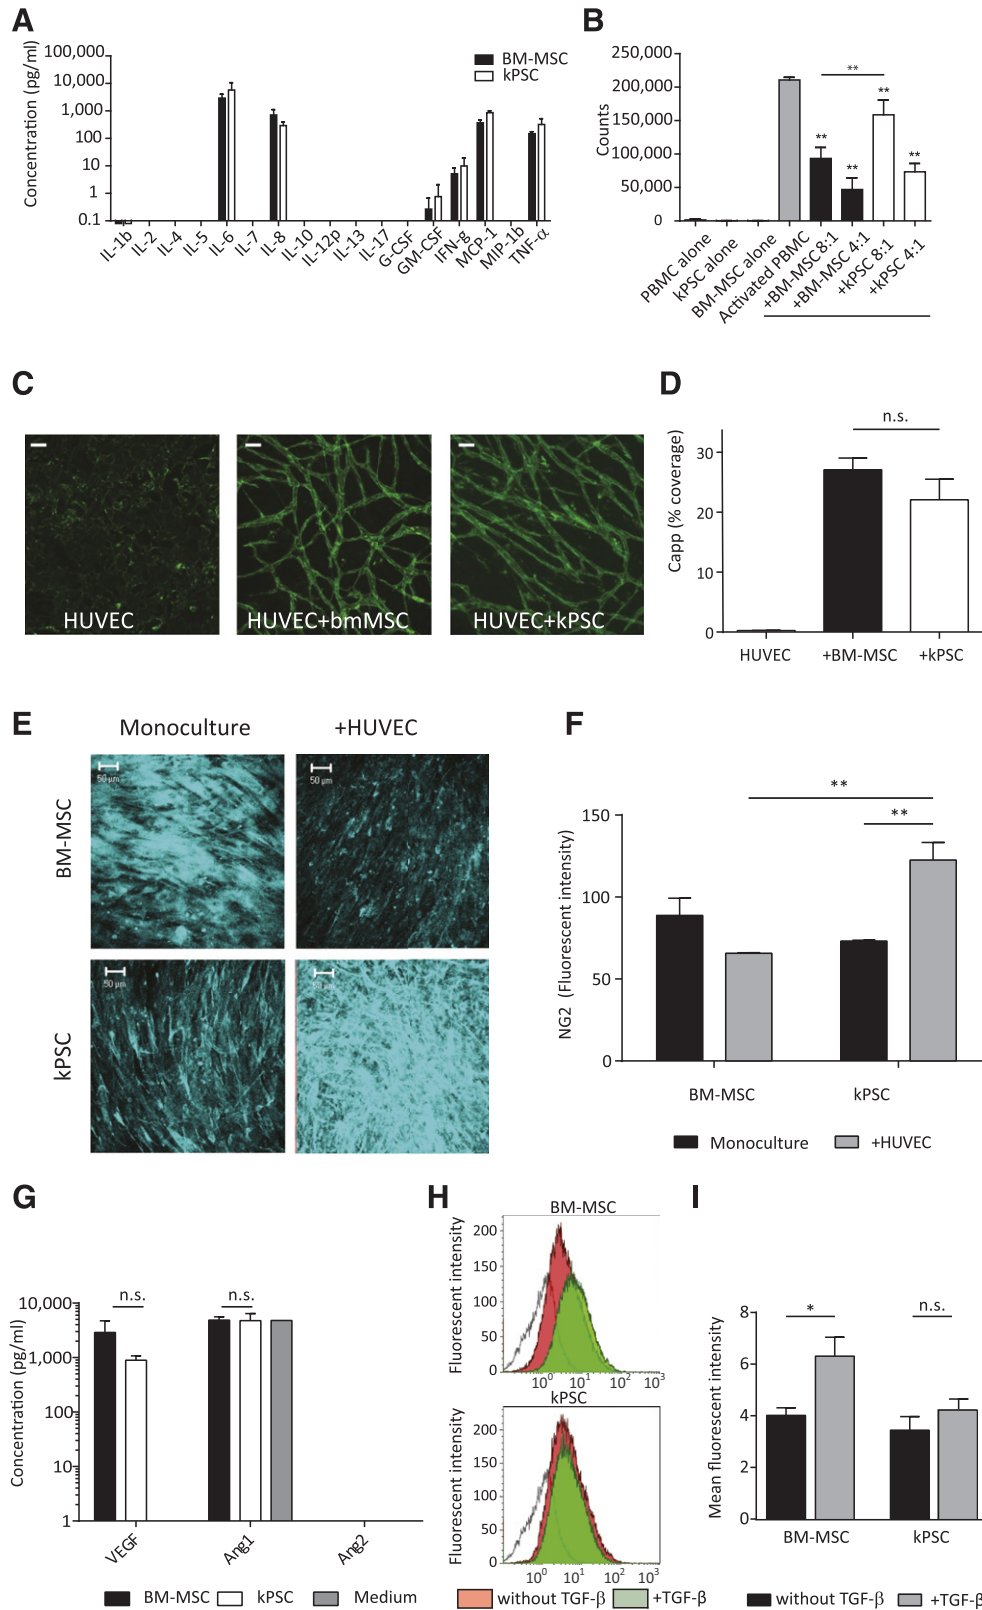 A
Concentration (pg/ml)
100,000
10,000
1,000
100
10
1
0.1
BM-MSC
kPSC
IL-1b
IL-2
IL-4
IL-5
IL-6
IL-7
IL-8
IL-10
IL-12p
IL-13
IL-17
G-CSF
GM-CSF
IFN-g
MCP-1
MIP-1b
TNF-α
B
Counts
250,000
200,000
150,000
100,000
50,000
0
**
**
**
**
**
PBMC alone
kPSC alone
BM-MSC alone
Activated PBMC
+BM-MSC 8:1
+BM-MSC 4:1
+kPSC 8:1
+kPSC 4:1
C
HUVEC
HUVEC+bmMSC
HUVEC+kPSC
D
Capp (% coverage)
30
20
10
0
n.s.
HUVEC
+BM-MSC
+kPSC
E
Monoculture
+HUVEC
BM-MSC
kPSC
50 µm
50 µm
50 µm
50 µm
F
NG2 (Fluorescent intensity)
150
100
50
0
**
**
BM-MSC
kPSC
Monoculture
+HUVEC
G
Concentration (pg/ml)
10,000
1,000
100
10
1
n.s.
n.s.
VEGF
Ang1
Ang2
BM-MSC
kPSC
Medium
H
BM-MSC
Fluorescent intensity
200
150
100
50
0
10⁰ 10¹ 10² 10³
kPSC
Fluorescent intensity
200
150
100
50
0
10⁰ 10¹ 10² 10³
without TGF-β
+TGF-β
I
Mean fluorescent intensity
8
6
4
2
0
*
n.s.
BM-MSC
kPSC
without TGF-β
+TGF-β